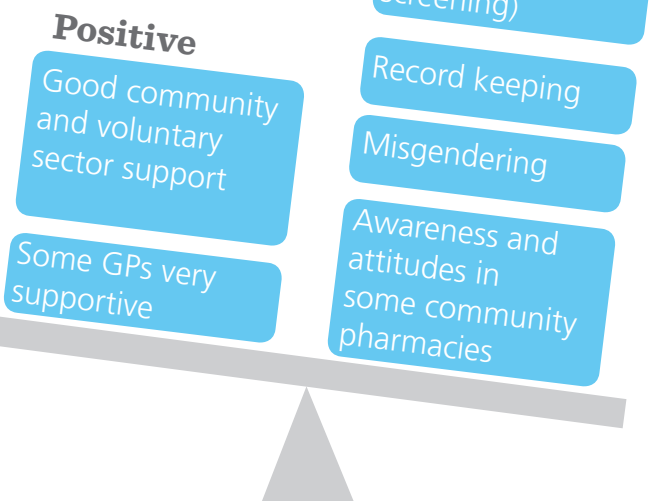 Positive
Good community
and voluntary
sector support
Some GPs very
supportive
screening)
Record keeping
Misgendering
Awareness and
attitudes in
some community
pharmacies